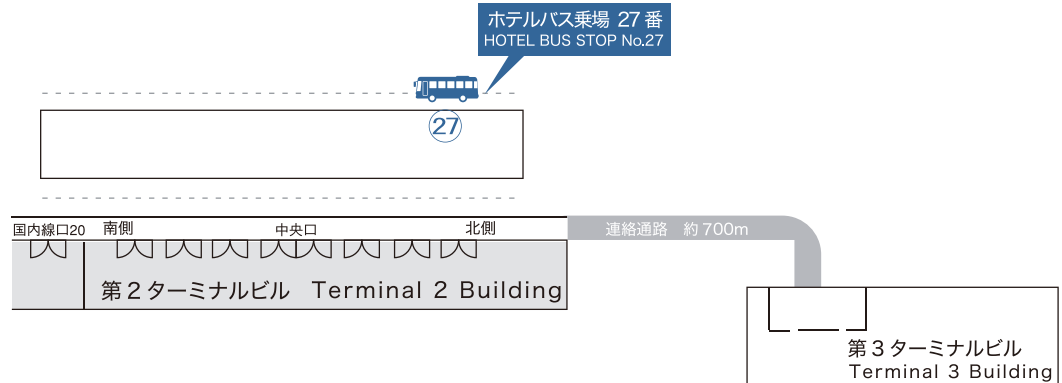 ホテルバス乗場 27番
HOTEL BUS STOP No.27
27
国内線口20
南側
中央口
北側
連絡通路 約700m
第2ターミナルビル Terminal 2 Building
第3ターミナルビル
Terminal 3 Building